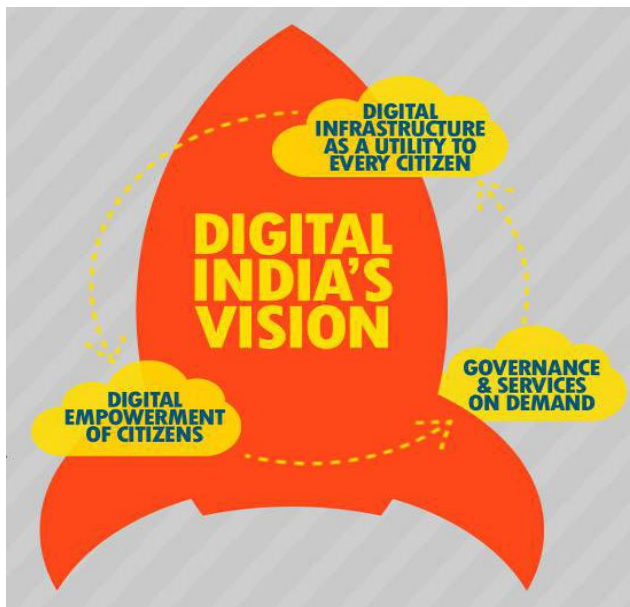 DIGITAL
INFRASTRUCTURE
AS A UTILITY TO
EVERY CITIZEN
DIGITAL
INDIA'S
VISION
GOVERNANCE
& SERVICES
ON DEMAND
DIGITAL
EMPOWERMENT
OF CITIZENS